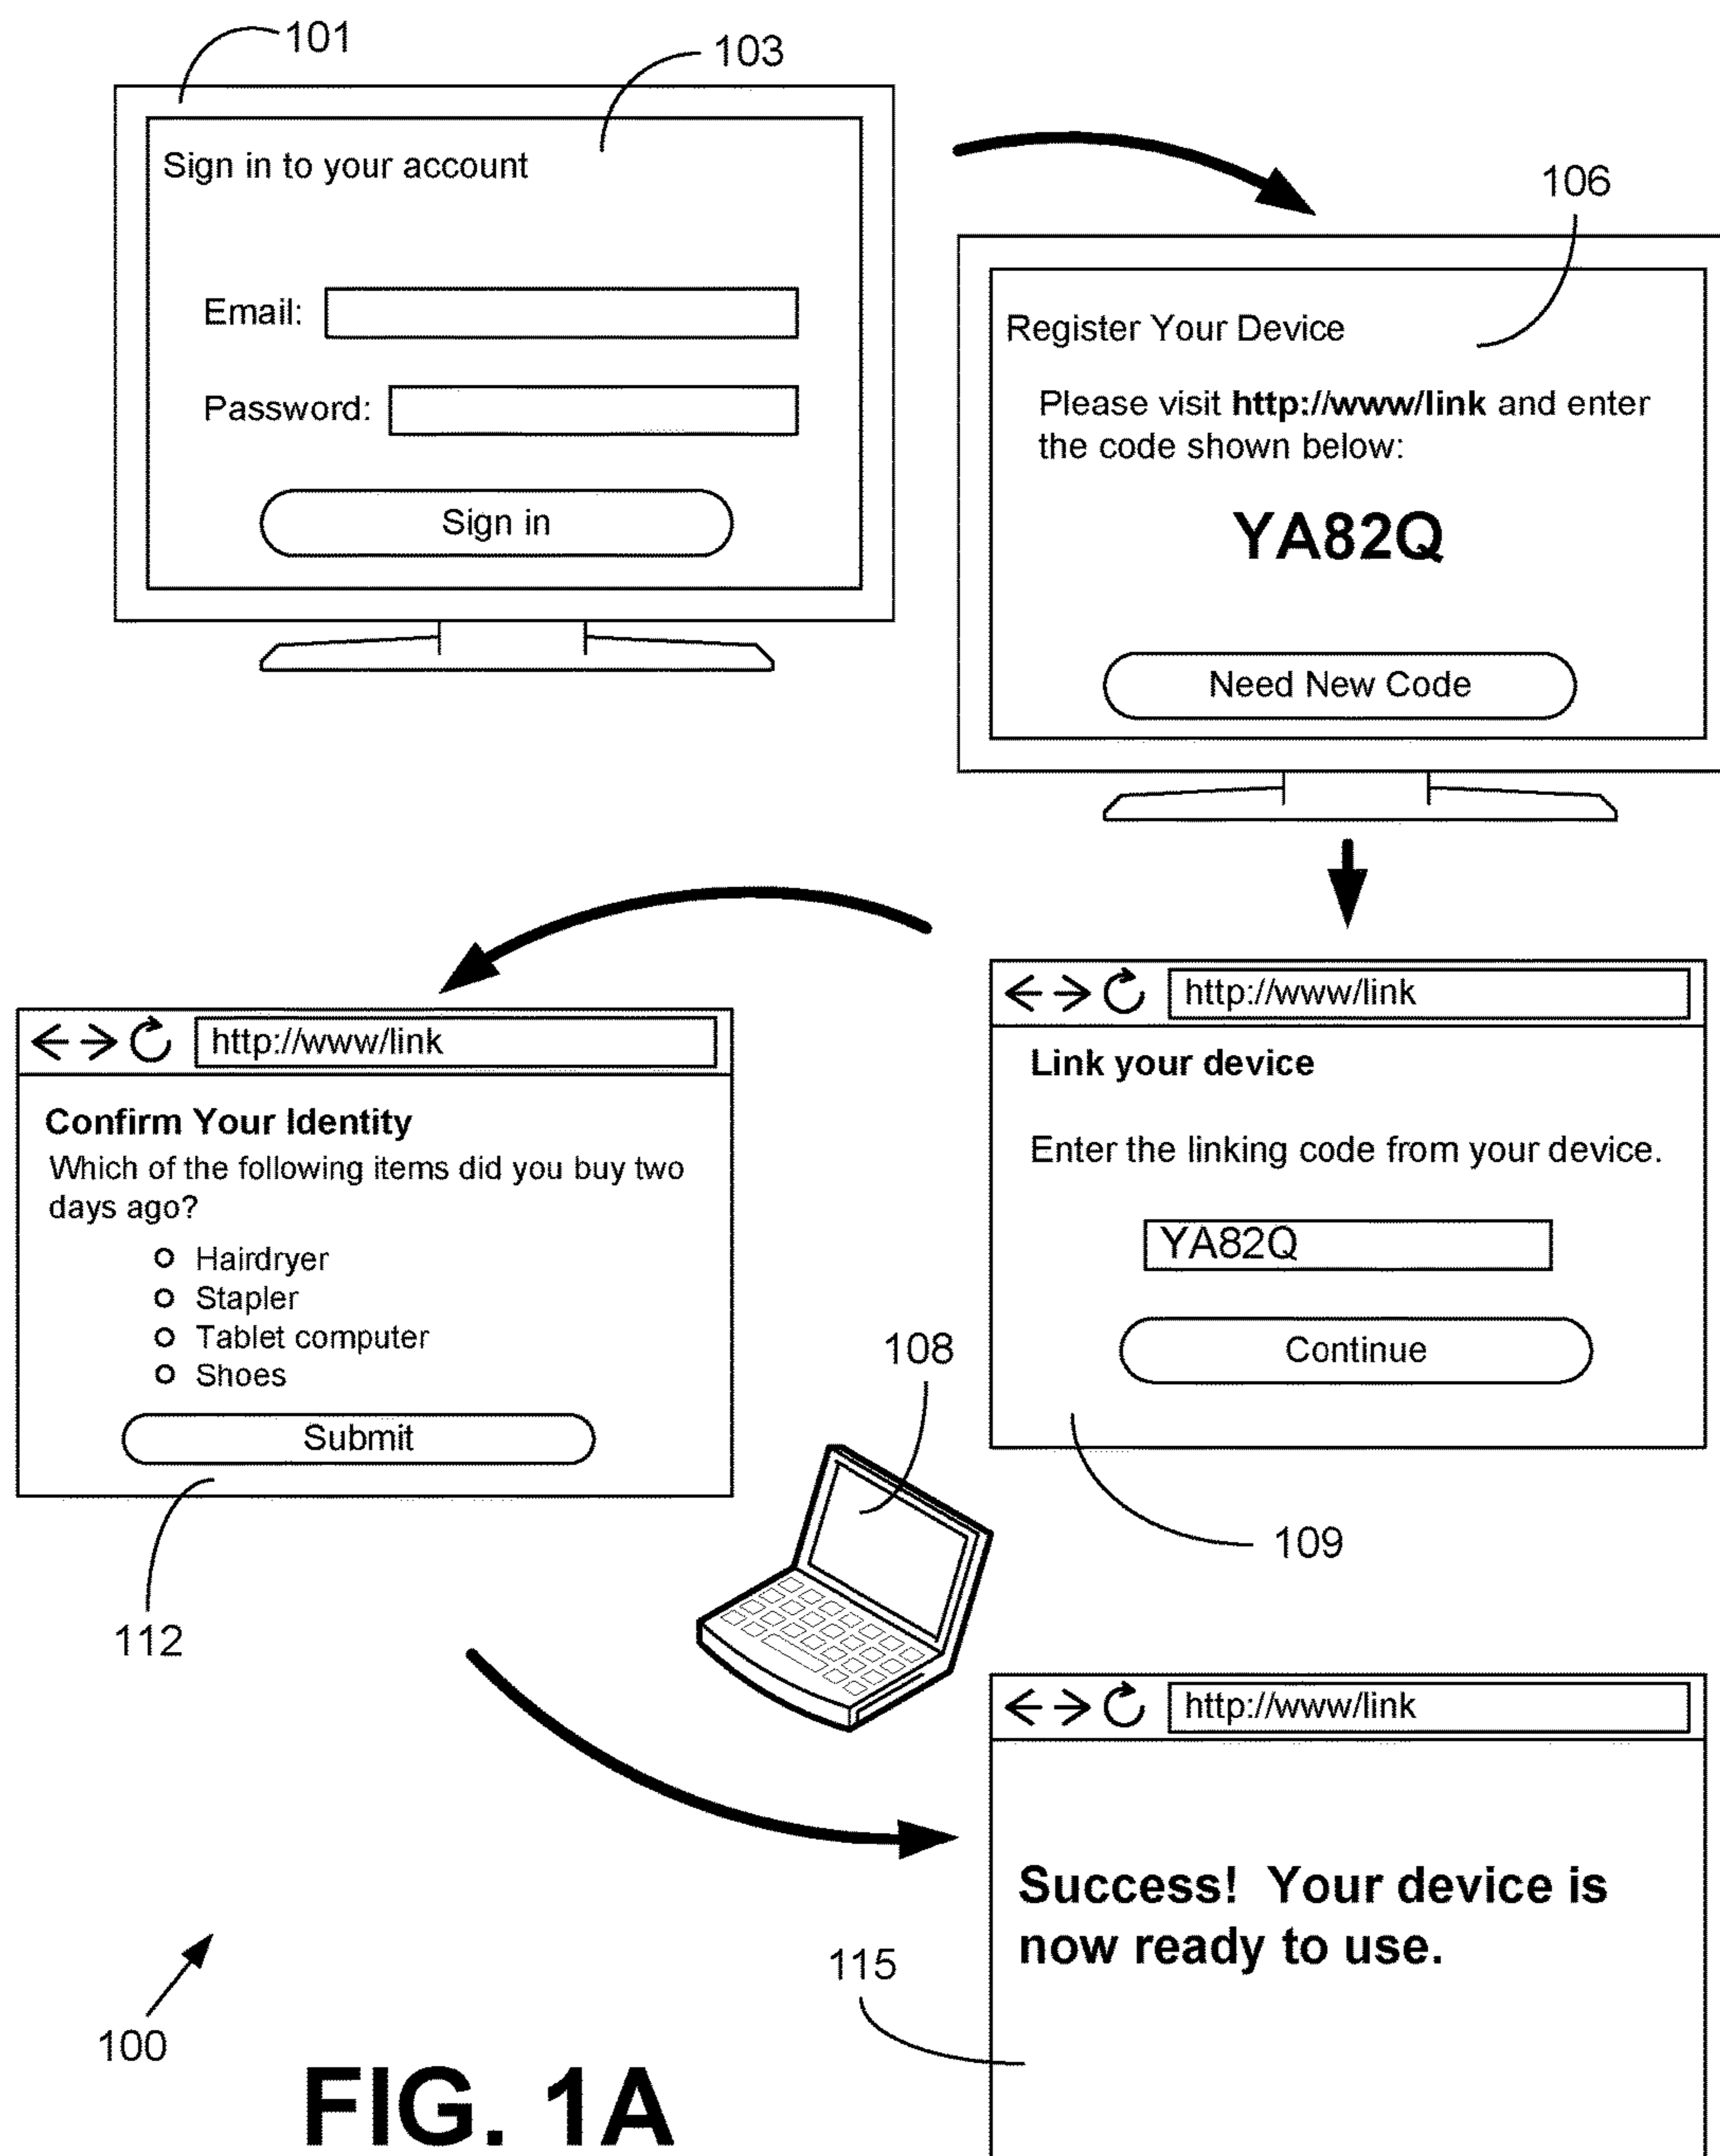 101
103
Sign in to your account
Email:
Password:
Sign in
106
Register Your Device
Please visit http://www/link and enter
the code shown below:
YA82Q
Need New Code
http://www/link
Link your device
Enter the linking code from your device.
YA82Q
Continue
109
http://www/link
Confirm Your Identity
Which of the following items did you buy two
days ago?
Hairdryer
Stapler
Tablet computer
Shoes
Submit
112
108
http://www/link
Success! Your device is
now ready to use.
115
100
FIG. 1A